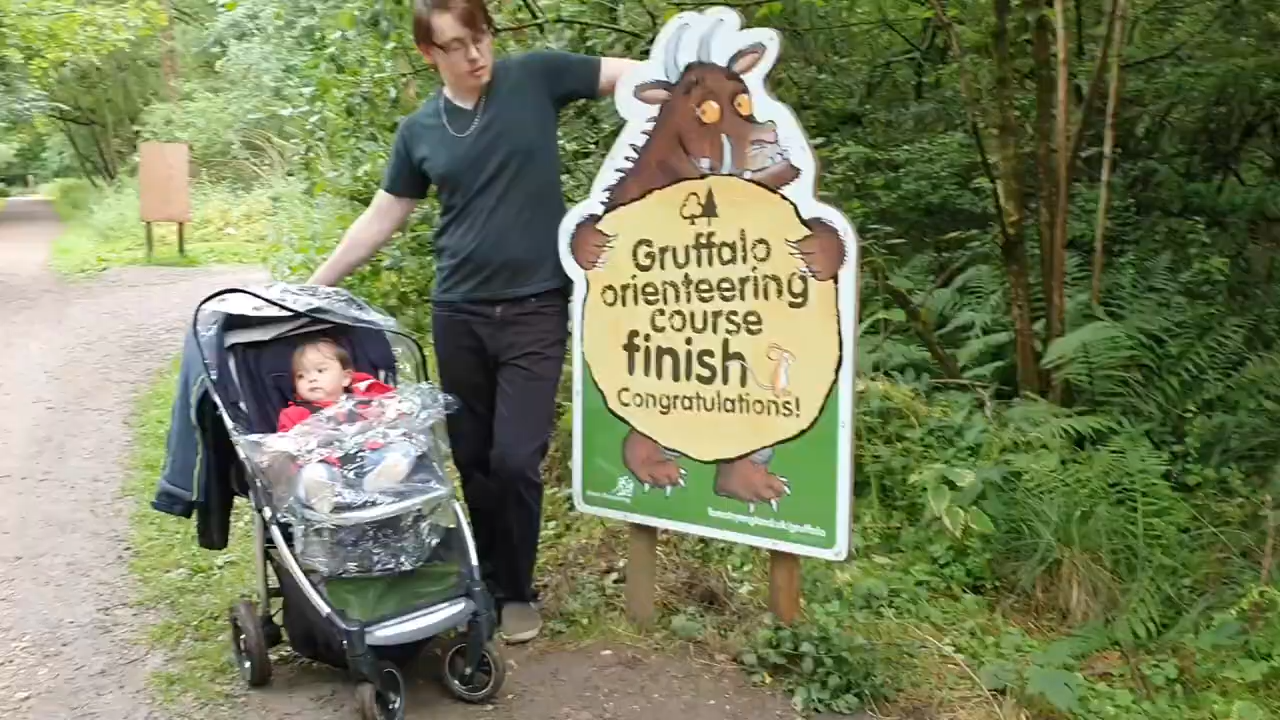 Gruffalo
orienteering
course
finish
Congratulations!